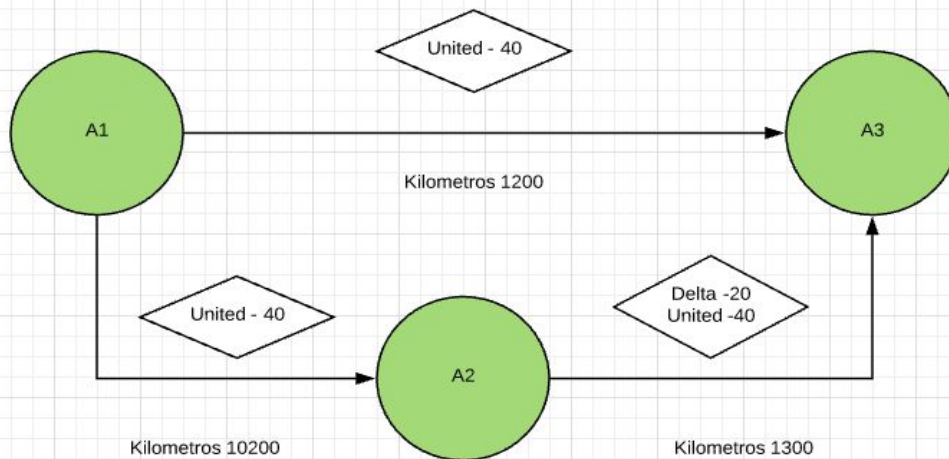 United - 40
A1
A3
Kilometros 1200
United - 40
Delta -20
United -40
A2
Kilometros 10200
Kilometros 1300